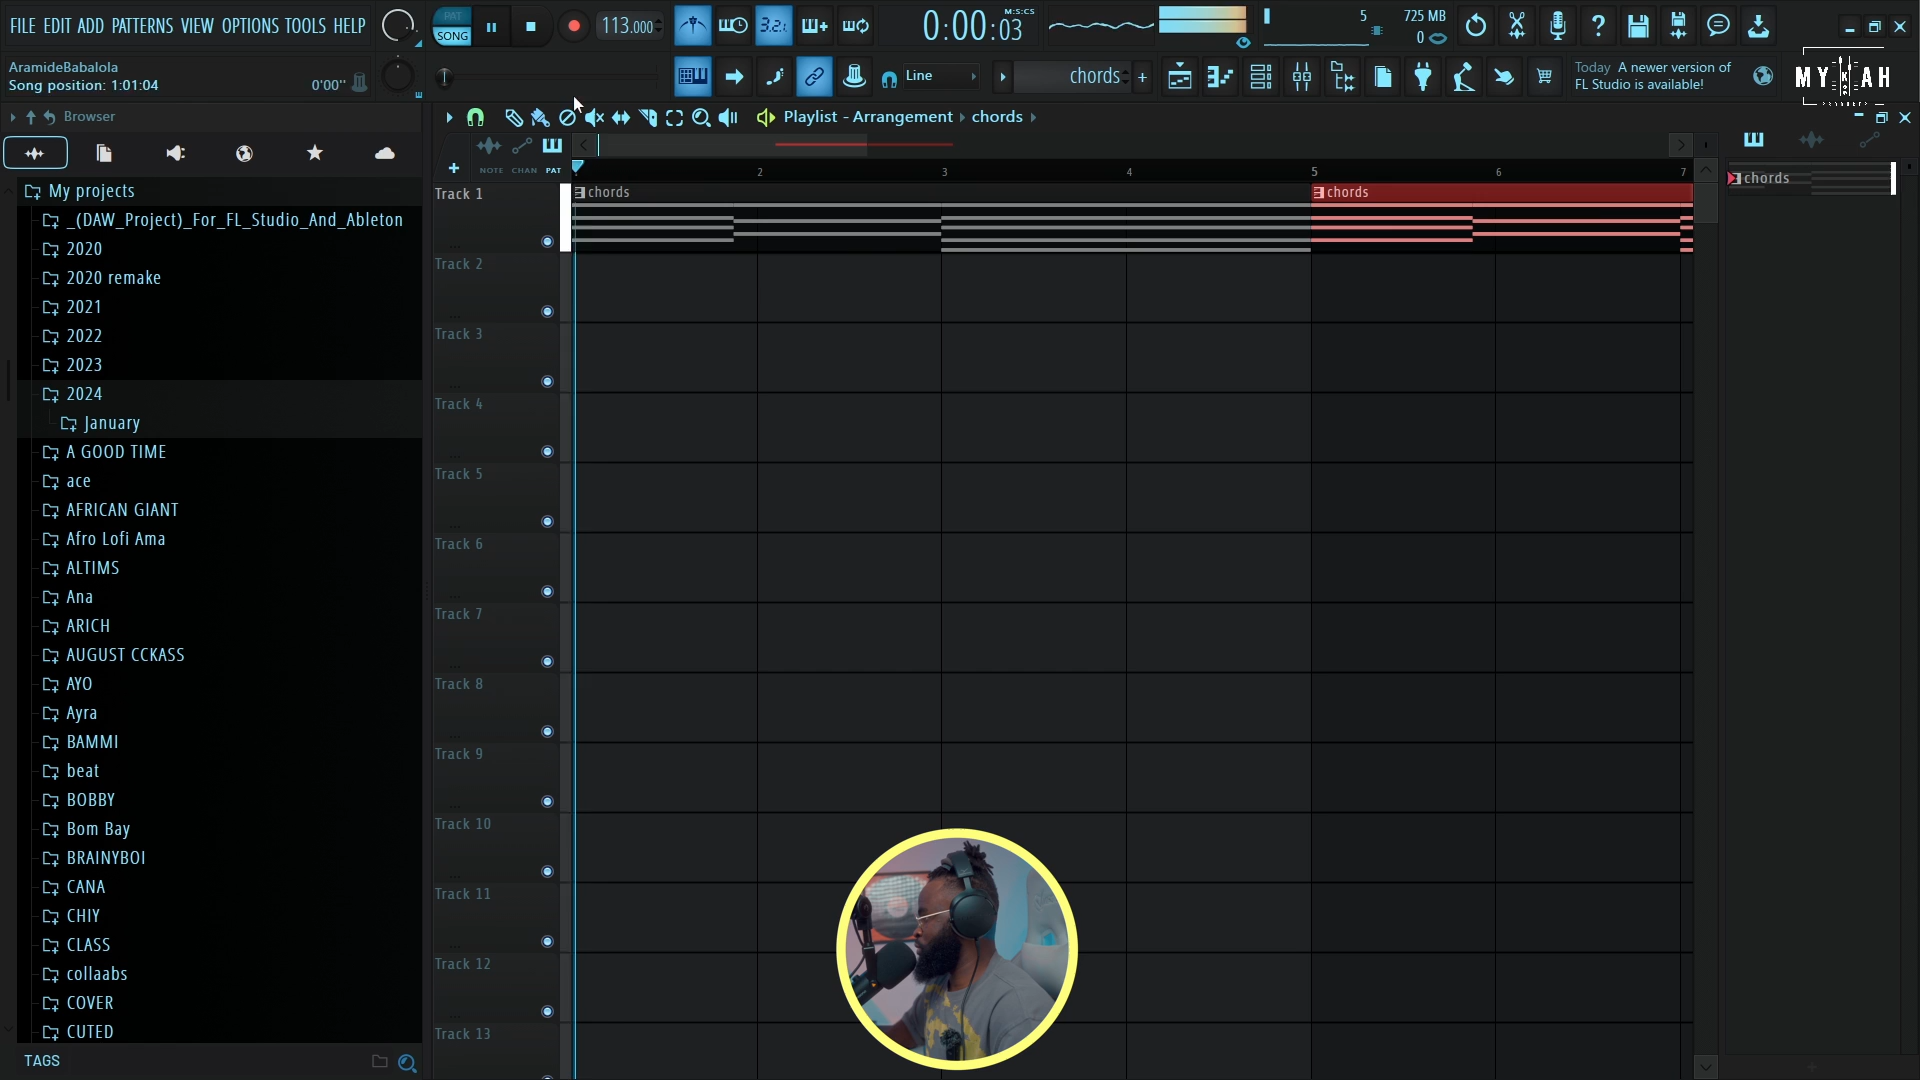 FILE EDIT ADD PATTERNS VIEW OPTIONS TOOLS HELP
PAT
SONG
113.000
3.2.
0:00:03
M:S:CS
5
725 MB
0
AramideBabalola
Song position: 1:01:04
0'00''
Line
chords
Today A newer version of
FL Studio is available!
MYKAH
Browser
Playlist - Arrangement chords
NOTE CHAN PAT
2 3 4 5 6 7
My projects
_(DAW_Project)_For_FL_Studio_And_Ableton
2020
2020 remake
2021
2022
2023
2024
January
A GOOD TIME
ace
AFRICAN GIANT
Afro Lofi Ama
ALTIMS
Ana
ARICH
AUGUST CCKASS
AYO
Ayra
BAMMI
beat
BOBBY
Bom Bay
BRAINYBOI
CANA
CHIY
CLASS
collaabs
COVER
CUTED
TAGS
Track 1
chords
chords
Track 2
Track 3
Track 4
Track 5
Track 6
Track 7
Track 8
Track 9
Track 10
Track 11
Track 12
Track 13
chords